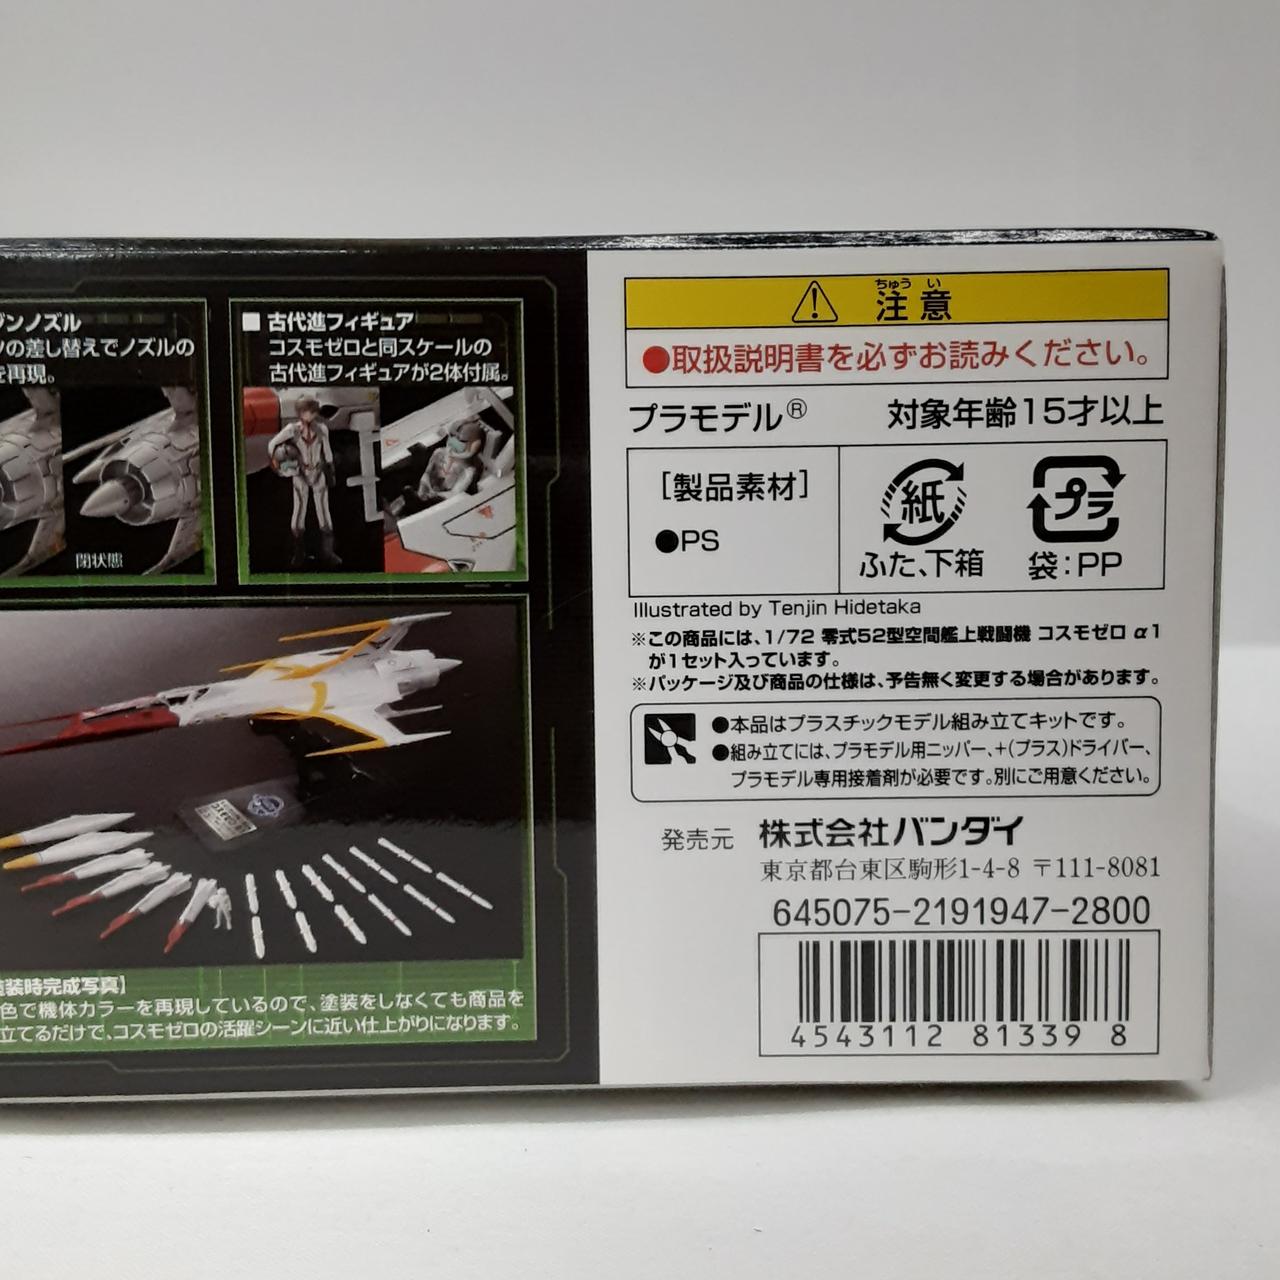 ブンノズル
ツの差し替えでノズルの
を再現。
閉状態
■ 古代進フィギュア
コスモゼロと同スケールの
古代進フィギュアが2体付属。
塗装時完成写真】
色で機体カラーを再現しているので、塗装をしなくても商品を
立てるだけで、コスモゼロの活躍シーンに近い仕上がりになります。
ちゅう い
注意
●取扱説明書を必ずお読みください。
プラモデル® 対象年齢15才以上
[製品素材]
●PS
紙
ふた、下箱
プラ
袋:PP
Illustrated by Tenjin Hidetaka
※この商品には、1/72 零式52型空間艦上戦闘機 コスモゼロ α1
が1セット入っています。
※パッケージ及び商品の仕様は、予告無く変更する場合があります。
●本品はプラスチックモデル組み立てキットです。
●組み立てには、プラモデル用ニッパー、+(プラス)ドライバー、
プラモデル専用接着剤が必要です。別にご用意ください。
発売元 株式会社バンダイ
東京都台東区駒形1-4-8 〒111-8081
645075-2191947-2800
4543112 81339 8